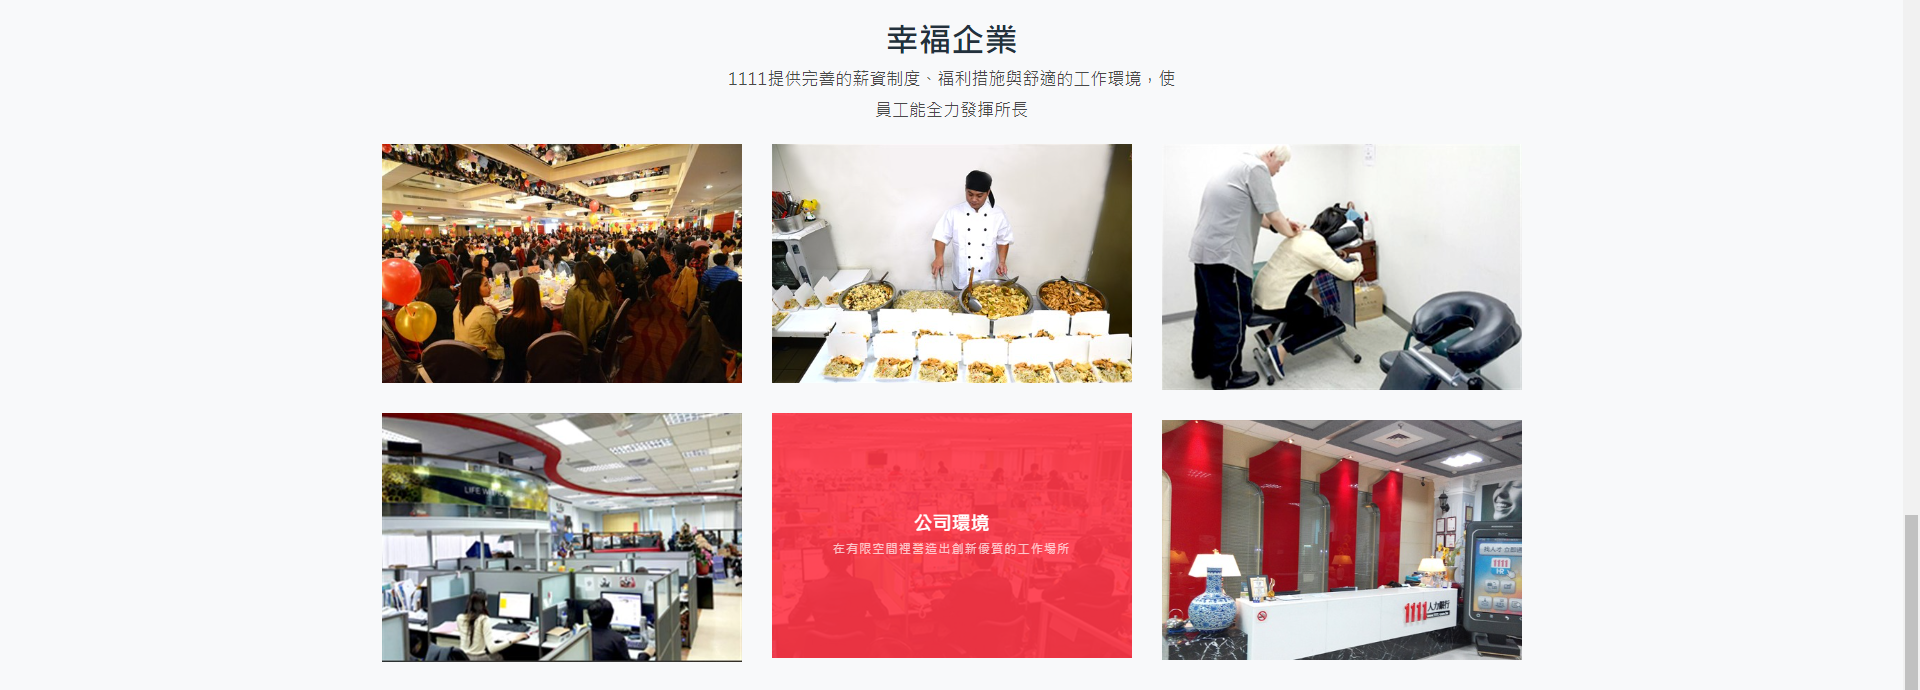 幸福企業
1111提供完善的薪資制度、福利措施與舒適的工作環境，使
員工能全力發揮所長
LIFE W
公司環境
在有限空間裡營造出創新優質的工作場所
1111
HR
1111人力銀行